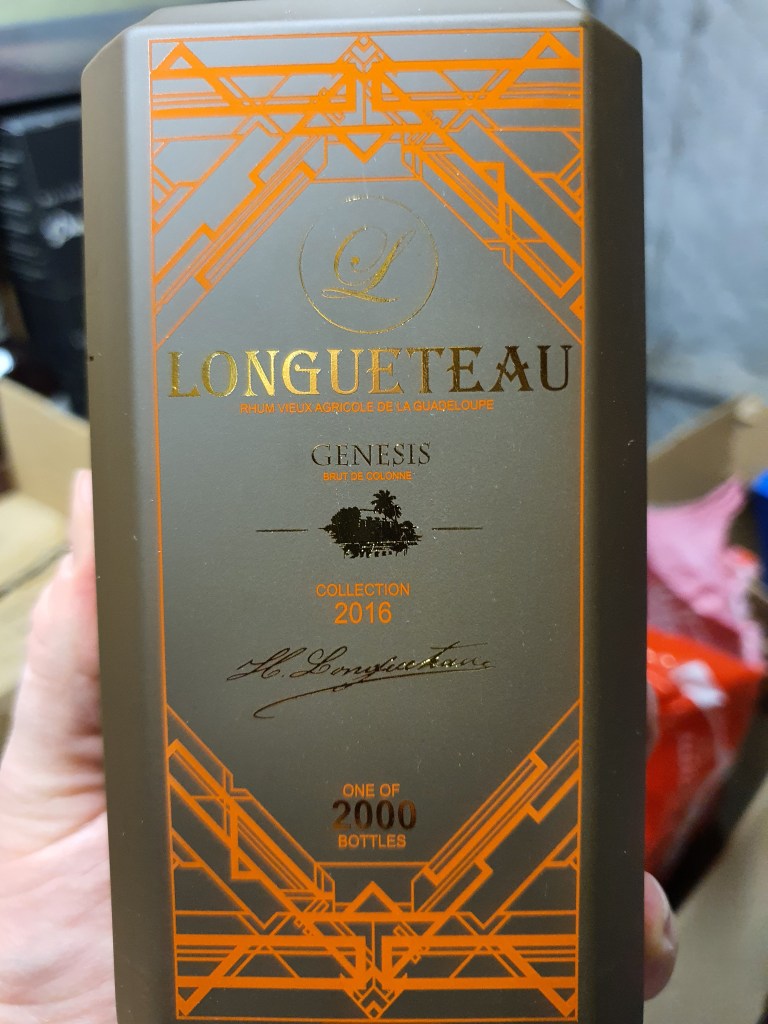 L
LONGUETEAU
RHUM VIEUX AGRICOLE DE LA GUADELOUPE
GENESIS
BRUT DE COLONNE
COLLECTION
2016
H. Longueteau
ONE OF
2000
BOTTLES